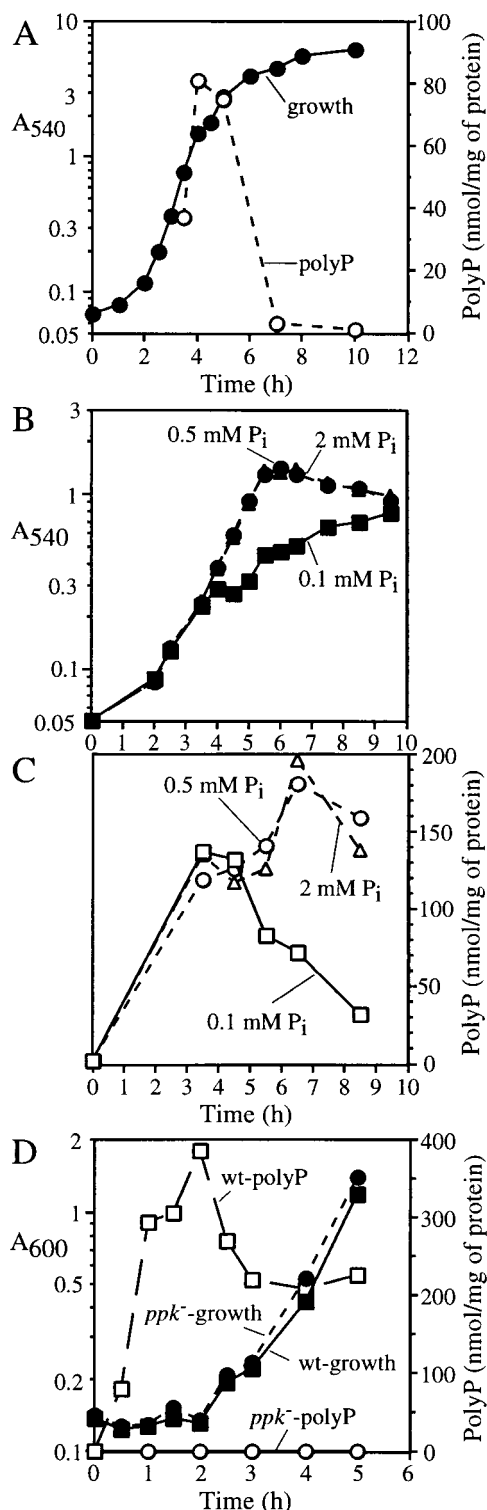 A
10
3
A540
1
0.3
0.1
0.05
growth
polyP
100
80
60
40
20
0
PolyP (nmol/mg of protein)
0 2 4 6 8 10 12
Time (h)
B
3
A540
1
0.3
0.1
0.05
0.5 mM Pi
2 mM Pi
0.1 mM Pi
0 1 2 3 4 5 6 7 8 9 10
C
200
150
100
50
0
PolyP (nmol/mg of protein)
0.5 mM Pi
2 mM Pi
0.1 mM Pi
0 1 2 3 4 5 6 7 8 9 10
Time (h)
D
2
1
A600
0.5
0.2
0.1
wt-polyP
ppk⁻-growth
wt-growth
ppk⁻-polyP
400
300
200
100
0
PolyP (nmol/mg of protein)
0 1 2 3 4 5 6
Time (h)